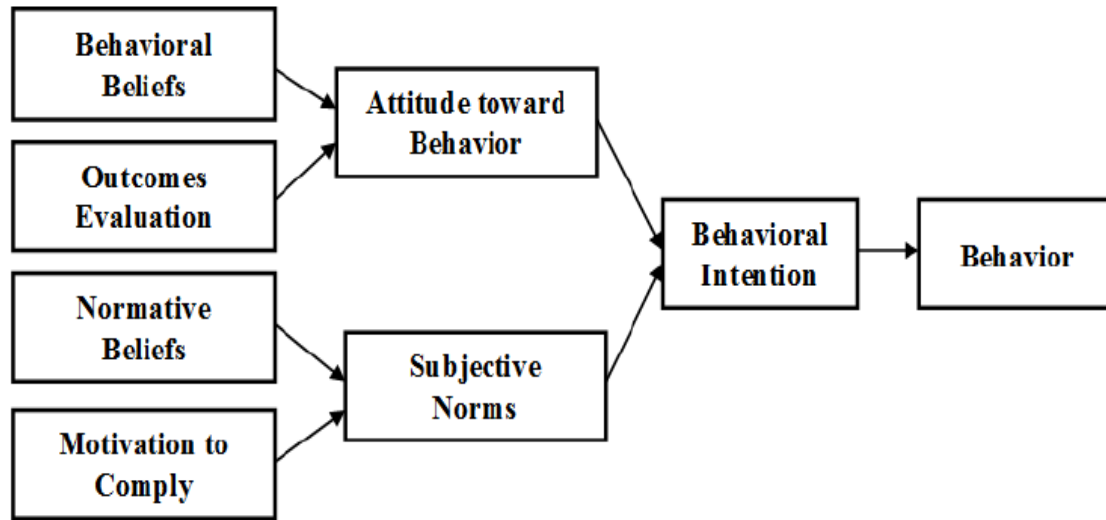 Behavioral
Beliefs
Outcomes
Evaluation
Normative
Beliefs
Motivation to
Comply
Attitude toward
Behavior
Subjective
Norms
Behavioral
Intention
Behavior